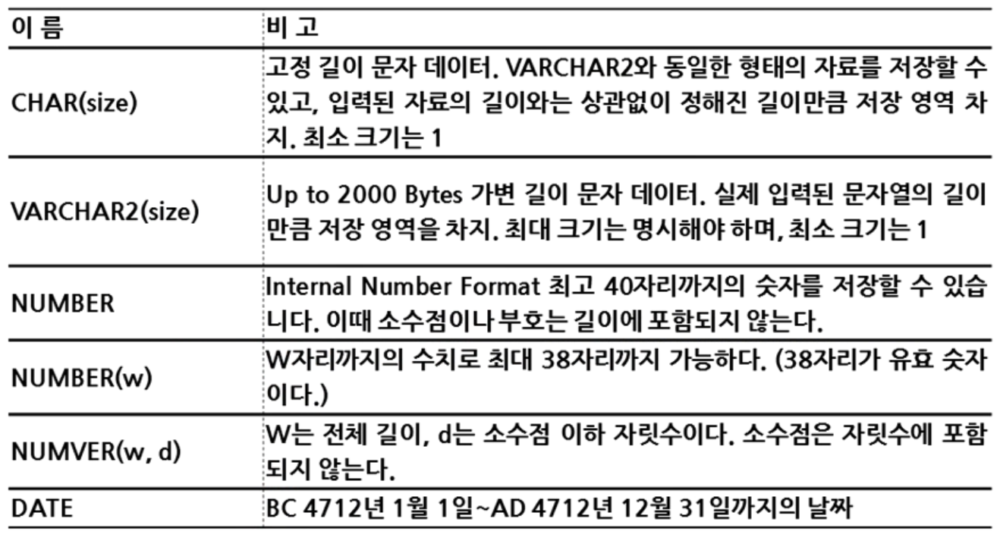 이 름
비 고
CHAR(size)
고정 길이 문자 데이터. VARCHAR2와 동일한 형태의 자료를 저장할 수
있고, 입력된 자료의 길이와는 상관없이 정해진 길이만큼 저장 영역 차
지. 최소 크기는 1
VARCHAR2(size)
Up to 2000 Bytes 가변 길이 문자 데이터. 실제 입력된 문자열의 길이
만큼 저장 영역을 차지. 최대 크기는 명시해야 하며, 최소 크기는 1
NUMBER
Internal Number Format 최고 40자리까지의 숫자를 저장할 수 있습
니다. 이때 소수점이나 부호는 길이에 포함되지 않는다.
NUMBER(w)
W자리까지의 수치로 최대 38자리까지 가능하다. (38자리가 유효 숫자
이다.)
NUMVER(w, d)
W는 전체 길이, d는 소수점 이하 자릿수이다. 소수점은 자릿수에 포함
되지 않는다.
DATE
BC 4712년 1월 1일~AD 4712년 12월 31일까지의 날짜